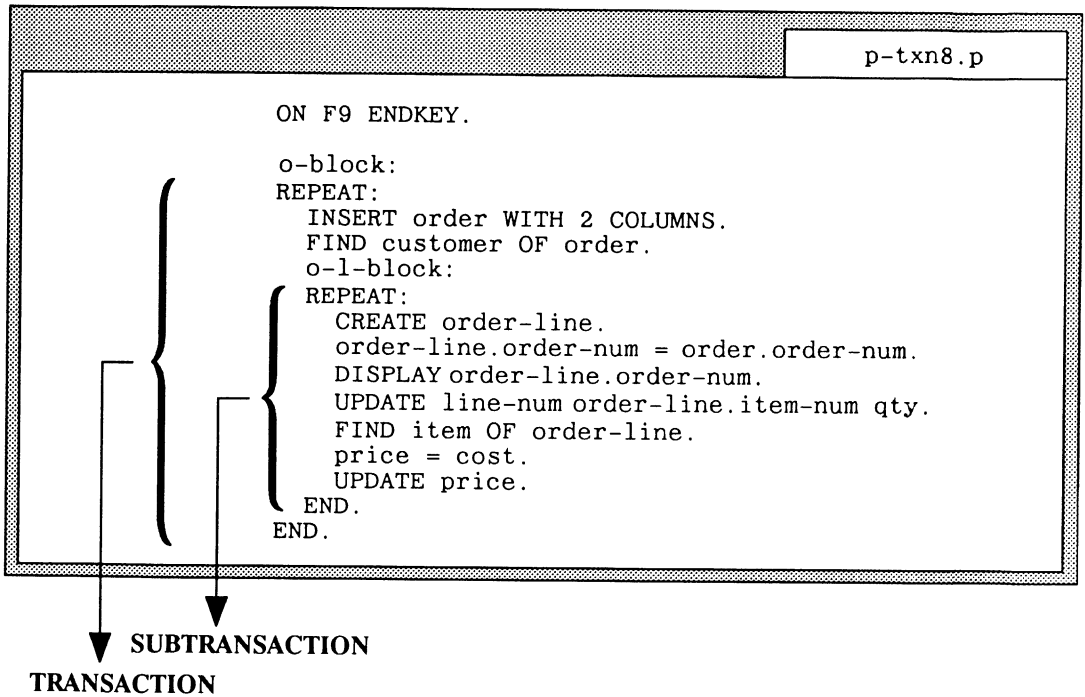 p-txn8.p
ON F9 ENDKEY.
o-block:
REPEAT:
INSERT order WITH 2 COLUMNS.
FIND customer OF order.
o-l-block:
REPEAT:
CREATE order-line.
order-line.order-num = order.order-num.
DISPLAY order-line.order-num.
UPDATE line-num order-line.item-num qty.
FIND item OF order-line.
price = cost.
UPDATE price.
END.
END.
SUBTRANSACTION
TRANSACTION